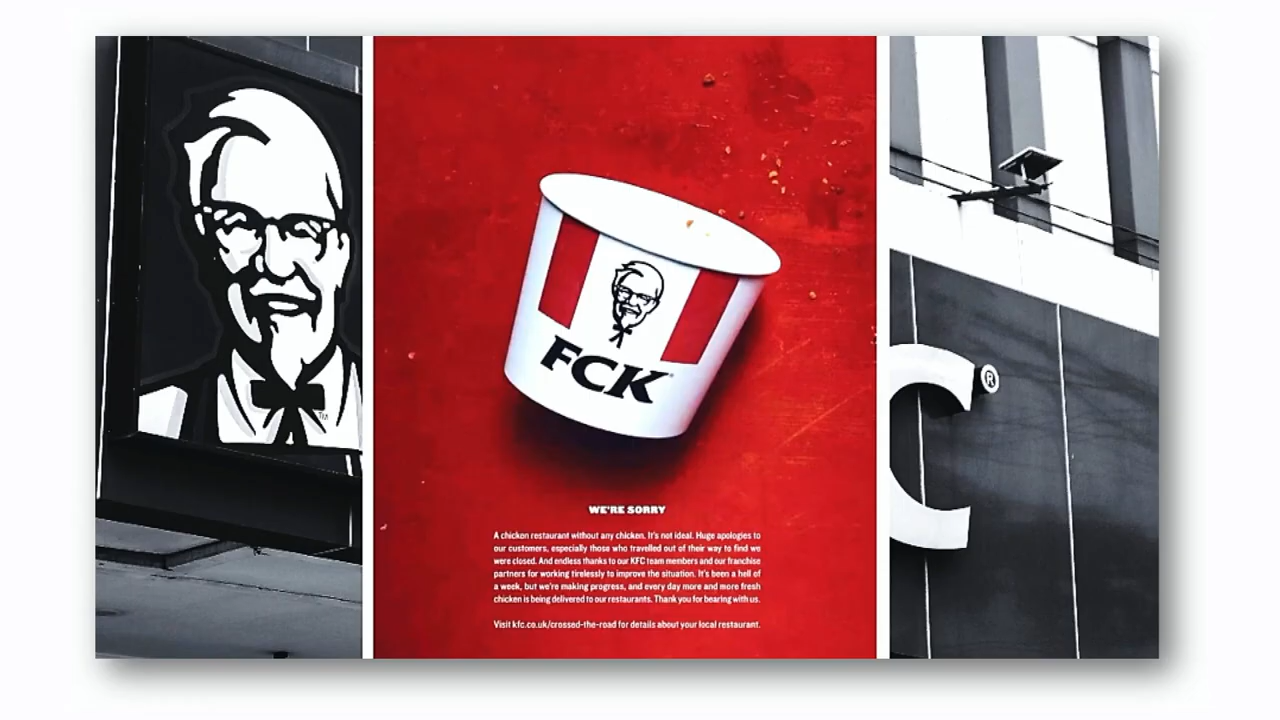 TM
FCK
WE'RE SORRY
A chicken restaurant without any chicken. It's not ideal. Huge apologies to
our customers, especially those who travelled out of their way to find we
were closed. And endless thanks to our KFC team members and our franchise
partners for working tirelessly to improve the situation. It's been a hell of
a week, but we're making progress, and every day more and more fresh
chicken is being delivered to our restaurants. Thank you for bearing with us.
Visit kfc.co.uk/crossed-the-road for details about your local restaurant.
C®